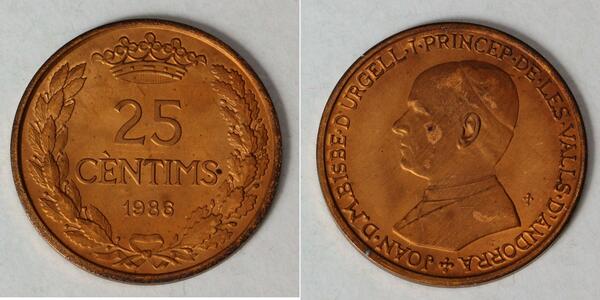 25
CÈNTIMS
1986
JOAN·D·M·BISBE·D'URGELL·I·PRINCEP·DE·LES·VALLS·D'ANDORRA